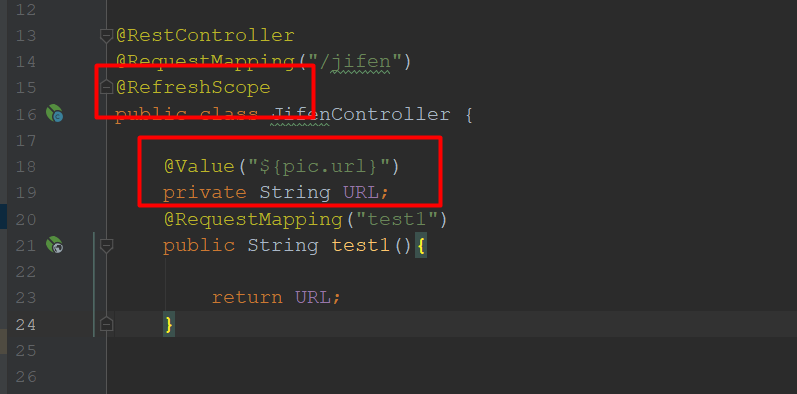 12
13 @RestController
14 @RequestMapping("/jifen")
15 @RefreshScope
16 public class JifenController {
17
18 @Value("${pic.url}")
19 private String URL;
20 @RequestMapping("test1")
21 public String test1(){
22
23 return URL;
24 }
25
26